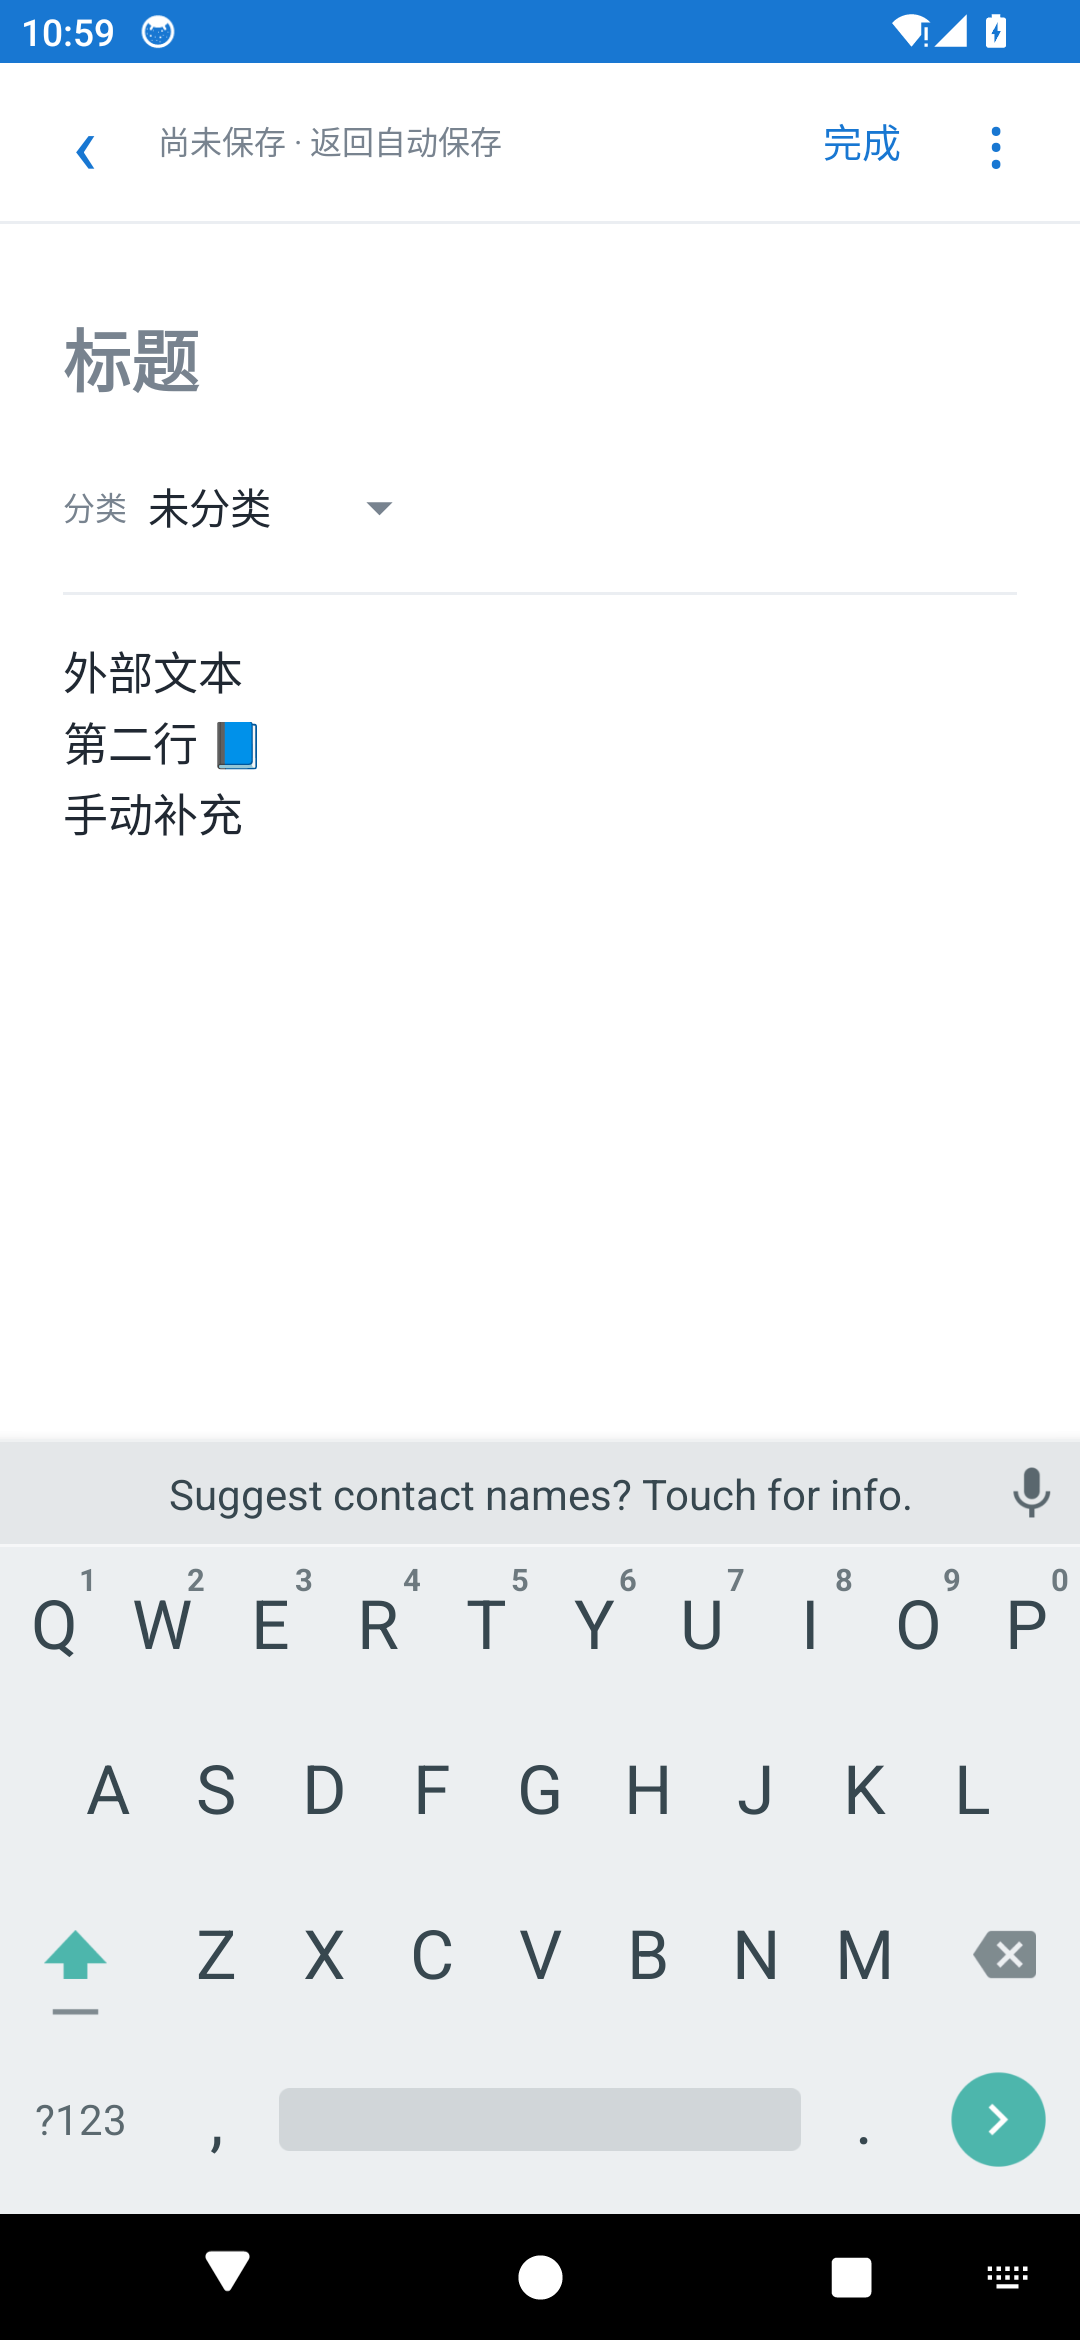 10:59
尚未保存 · 返回自动保存
完成
标题
分类 未分类
外部文本
第二行 📘
手动补充
Suggest contact names? Touch for info.
1 2 3 4 5 6 7 8 9 0
Q W E R T Y U I O P
A S D F G H J K L
Z X C V B N M
?123 , .